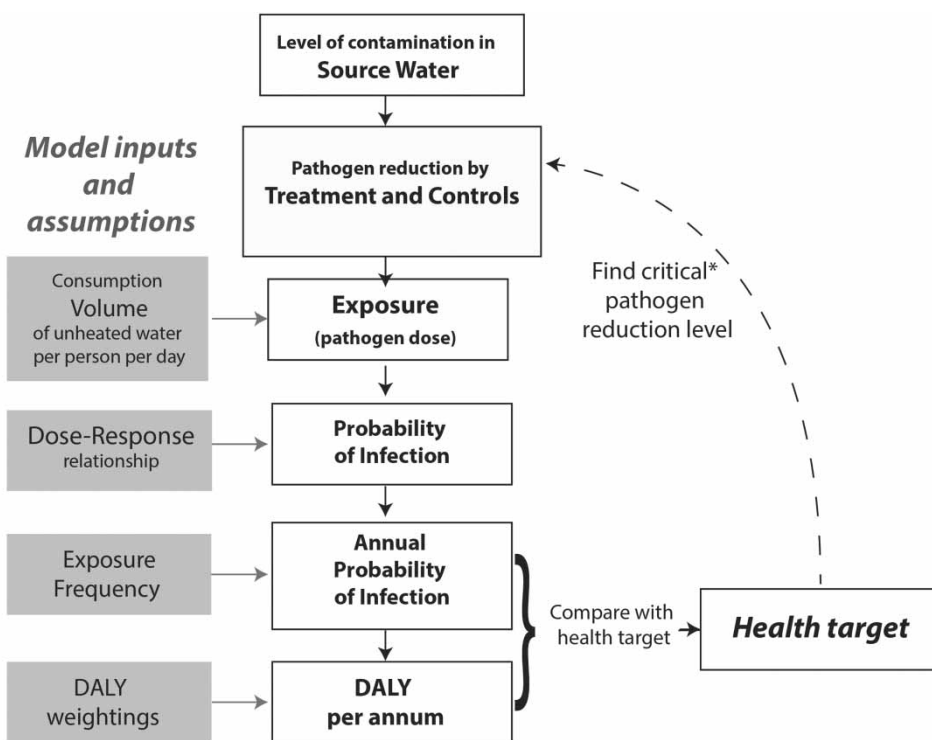 Level of contamination in
Source Water
Model inputs
and
assumptions
Pathogen reduction by
Treatment and Controls
Consumption
Volume
of unheated water
per person per day
Exposure
(pathogen dose)
Find critical*
pathogen
reduction level
Dose-Response
relationship
Probability
of Infection
Exposure
Frequency
Annual
Probability
of Infection
Compare with
health target
Health target
DALY
weightings
DALY
per annum